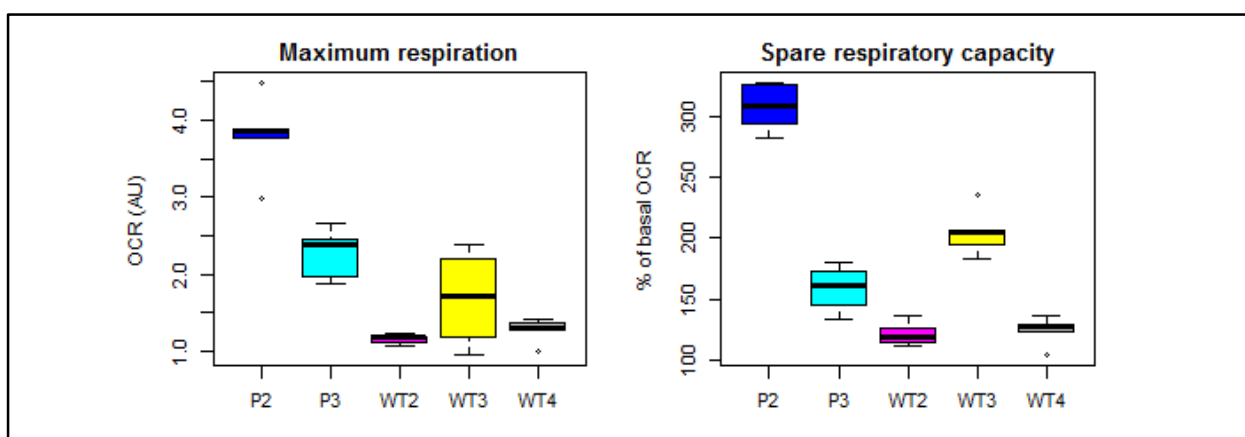 Maximum respiration
OCR (AU)
4.0
3.0
2.0
1.0
P2 P3 WT2 WT3 WT4
Spare respiratory capacity
% of basal OCR
300
250
200
150
100
P2 P3 WT2 WT3 WT4